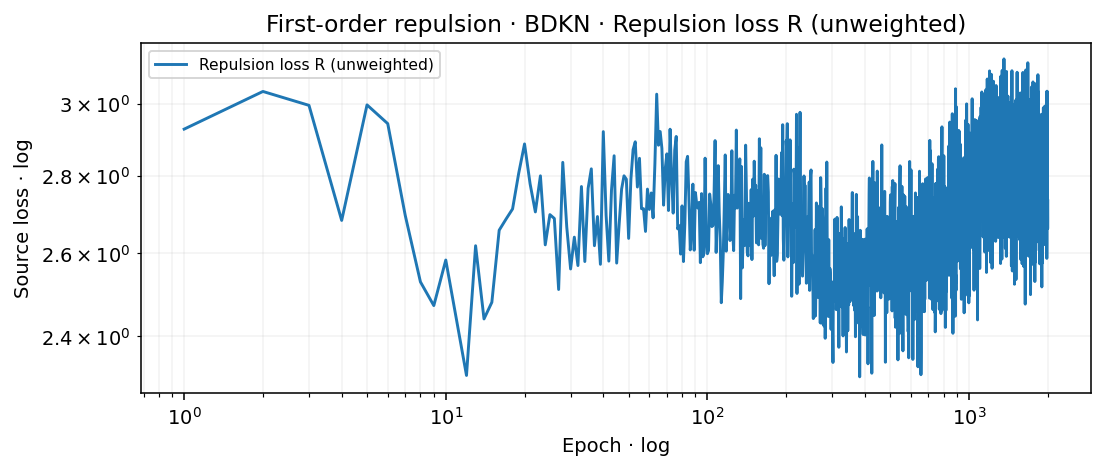 First-order repulsion · BDKN · Repulsion loss R (unweighted)
Repulsion loss R (unweighted)
Source loss · log
3 × 10⁰
2.8 × 10⁰
2.6 × 10⁰
2.4 × 10⁰
10⁰ 10¹ 10² 10³
Epoch · log